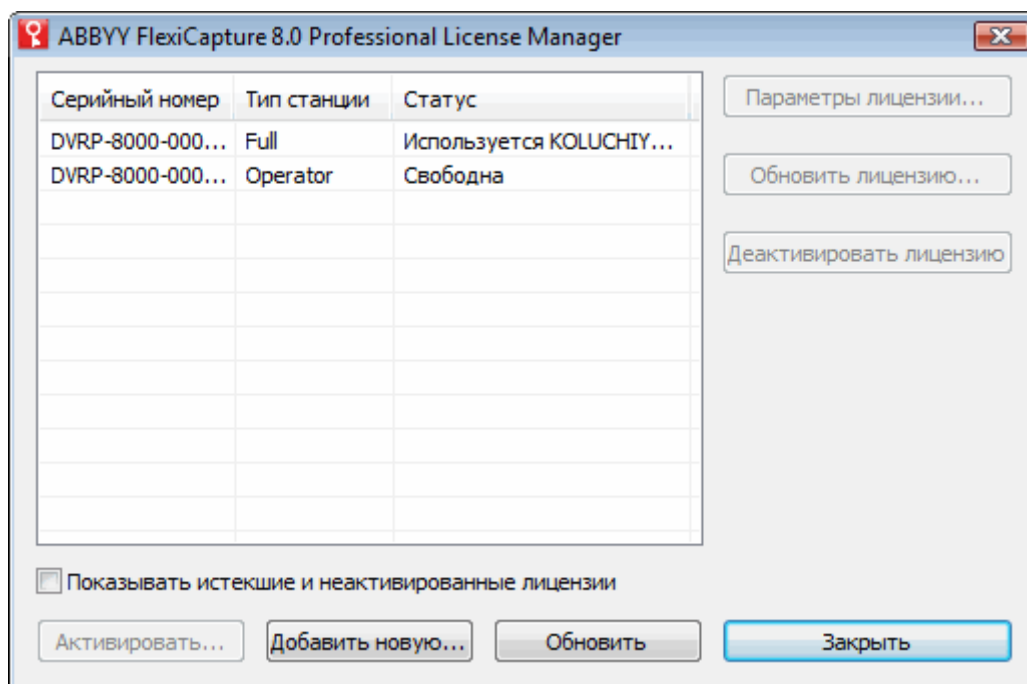 ABBYY FlexiCapture 8.0 Professional License Manager
Серийный номер Тип станции Статус
DVRP-8000-000... Full Используется KOLUCHIY...
DVRP-8000-000... Operator Свободна
Параметры лицензии...
Обновить лицензию...
Деактивировать лицензию
Показывать истекшие и неактивированные лицензии
Активировать... Добавить новую... Обновить Закрыть